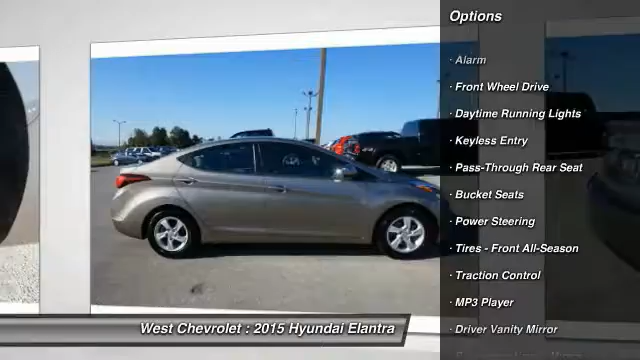 Options
· Alarm
· Front Wheel Drive
· Daytime Running Lights
· Keyless Entry
· Pass-Through Rear Seat
· Bucket Seats
· Power Steering
· Tires - Front All-Season
· Traction Control
· MP3 Player
· Driver Vanity Mirror
West Chevrolet : 2015 Hyundai Elantra